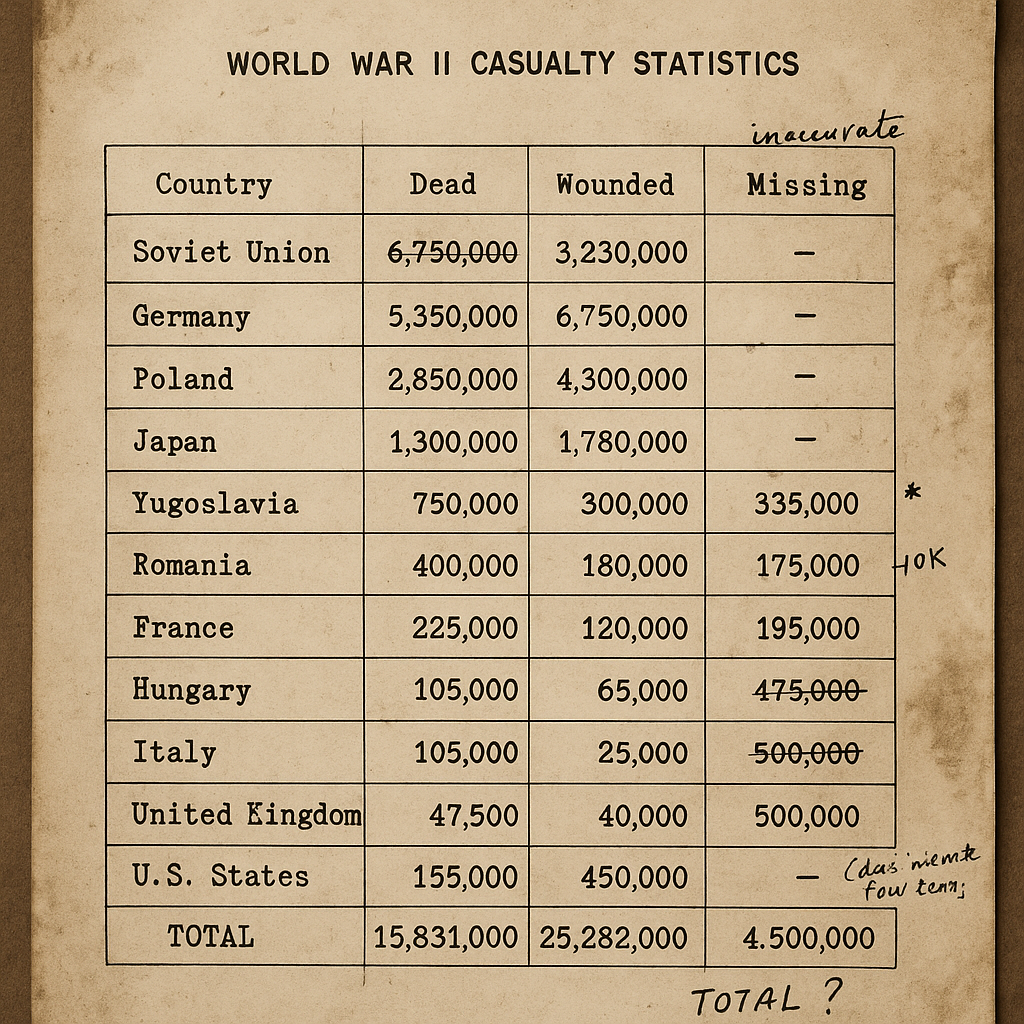 WORLD WAR II CASUALTY STATISTICS
inaccurate
Country Dead Wounded Missing
Soviet Union 6,750,000 3,230,000 —
Germany 5,350,000 6,750,000 —
Poland 2,850,000 4,300,000 —
Japan 1,300,000 1,780,000 —
Yugoslavia 750,000 300,000 335,000 *
Romania 400,000 180,000 175,000
France 225,000 120,000 195,000
Hungary 105,000 65,000 475,000
Italy 105,000 25,000 500,000
United Kingdom 47,500 40,000 500,000
U.S. States 155,000 450,000 —
TOTAL 15,831,000 25,282,000 4.500,000
TOTAL ?